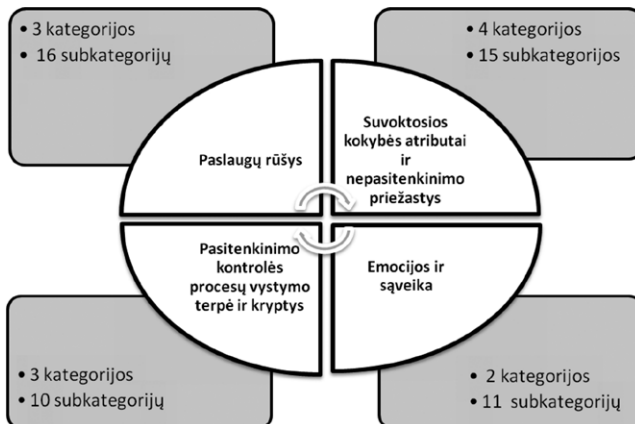 • 3 kategorijos
• 16 subkategorijų
• 4 kategorijos
• 15 subkategorijos
Paslaugų rūšys
Suvoktosios
kokybės atributai
ir
nepasitenkinimo
priežastys
Pasitenkinimo
kontrolės
procesų vystymo
terpė ir kryptys
Emocijos ir
sąveika
• 3 kategorijos
• 10 subkategorijų
• 2 kategorijos
• 11 subkategorijų